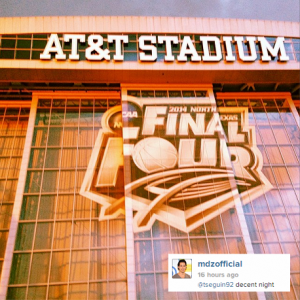 AT&T STADIUM
NCAA
2014 NORTH TEXAS
FINAL
FOUR
mdzofficial
16 hours ago
@tseguin92 decent night